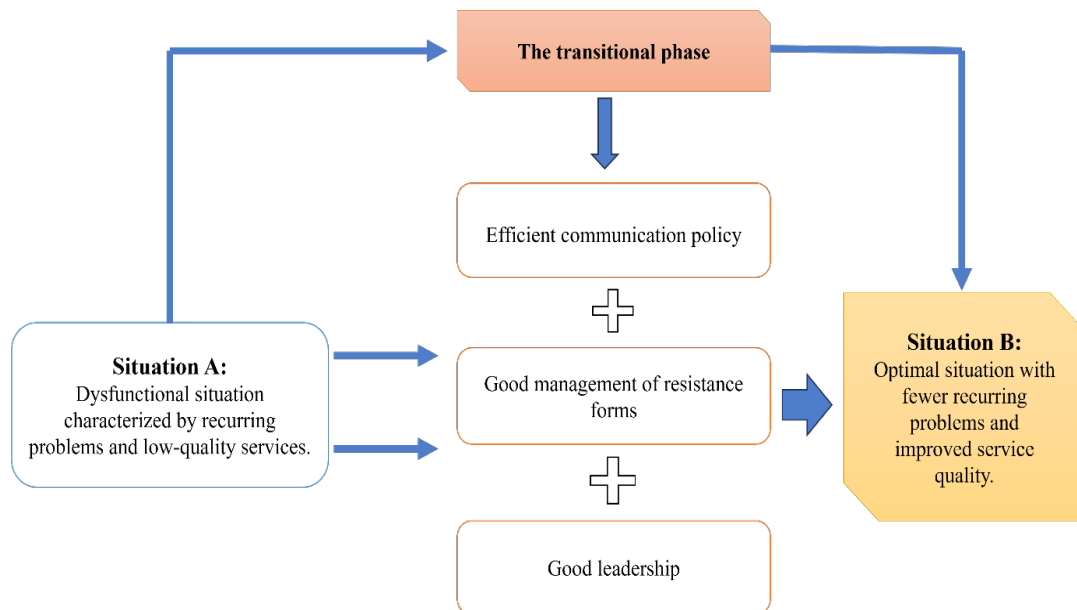 The transitional phase
Efficient communication policy
Situation A:
Dysfunctional situation
characterized by recurring
problems and low-quality services.
Good management of resistance
forms
Situation B:
Optimal situation with
fewer recurring
problems and
improved service
quality.
Good leadership